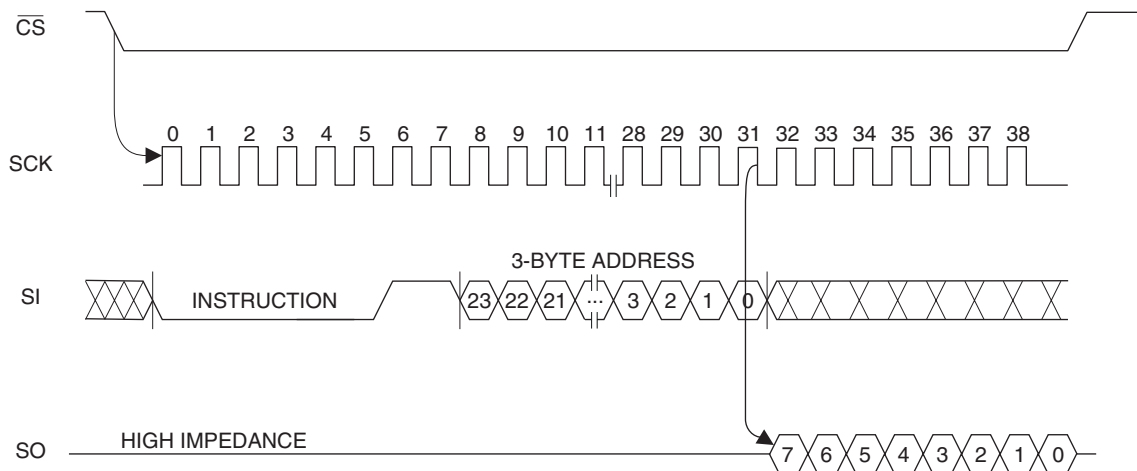 CS
0 1 2 3 4 5 6 7 8 9 10 11 28 29 30 31 32 33 34 35 36 37 38
SCK
3-BYTE ADDRESS
SI INSTRUCTION 23 22 21 ... 3 2 1 0
HIGH IMPEDANCE
SO 7 6 5 4 3 2 1 0